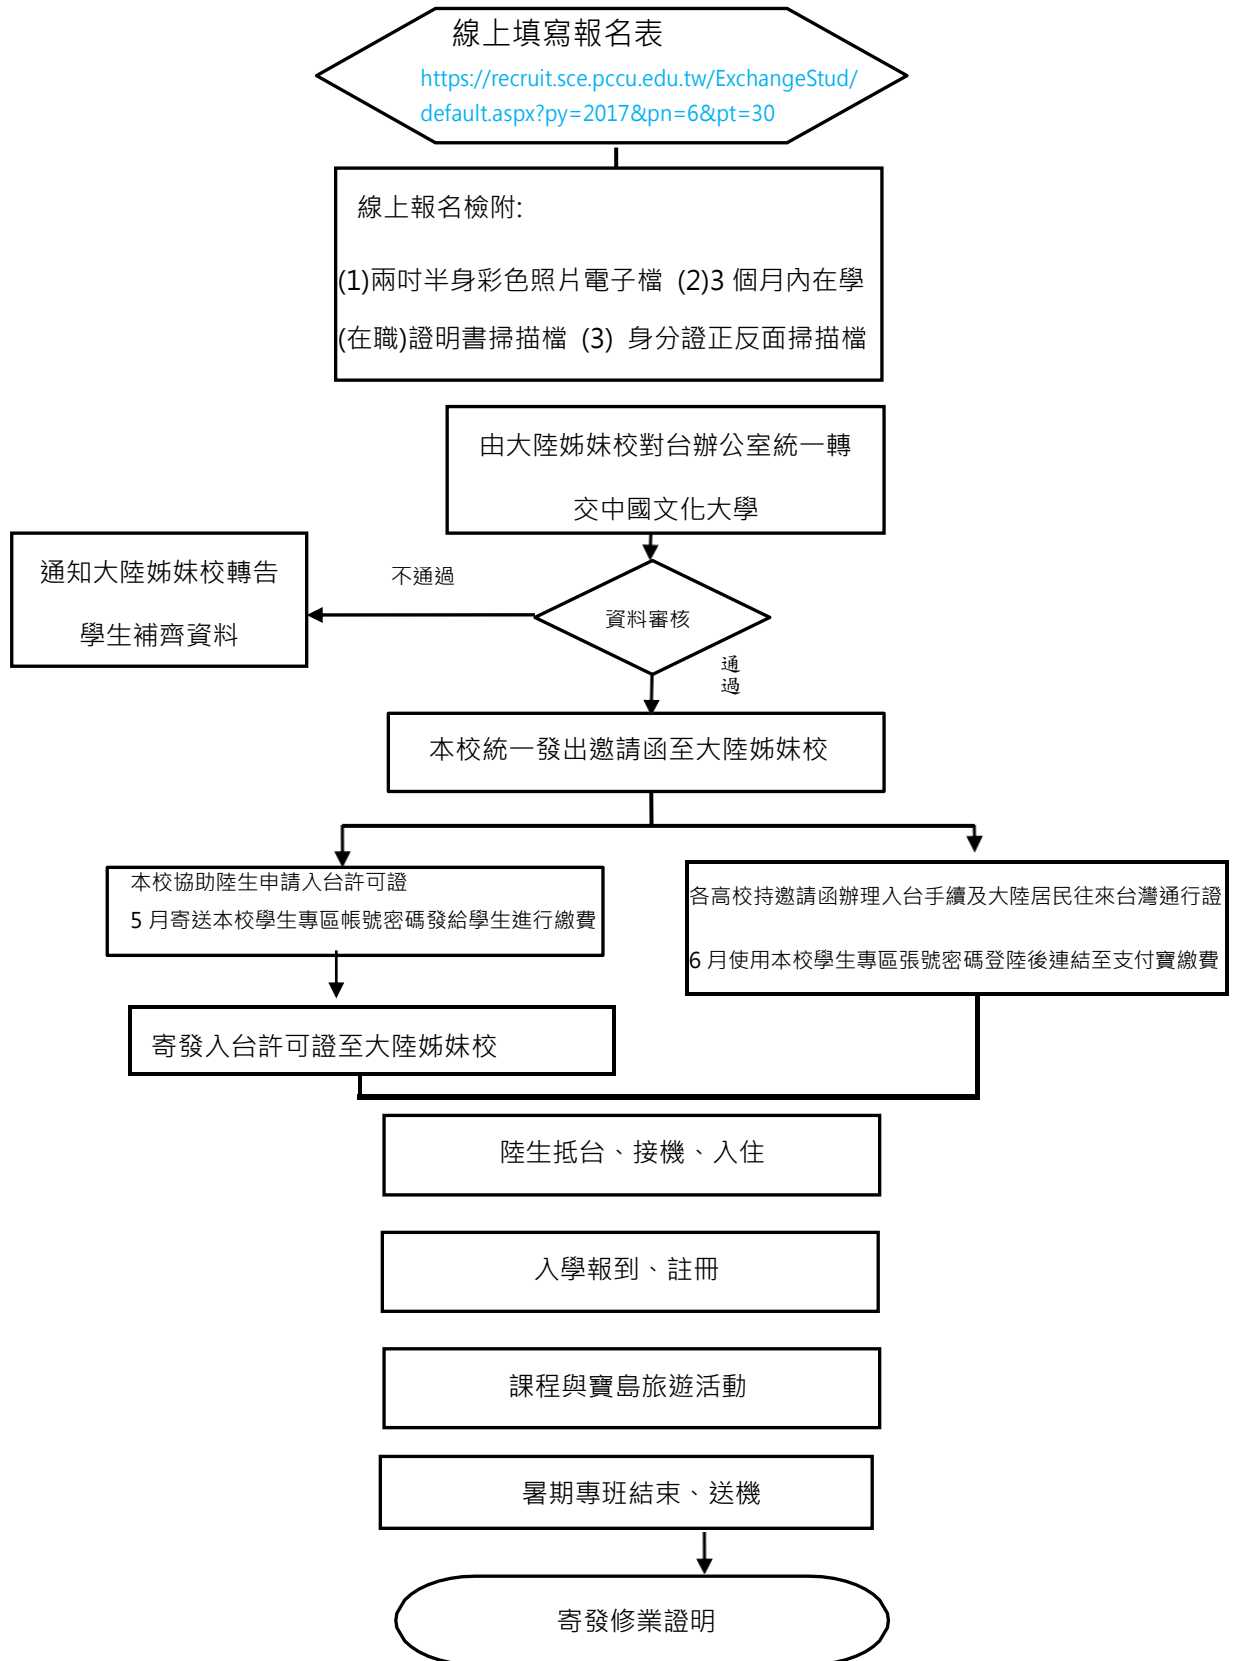 線上填寫報名表
https://recruit.sce.pccu.edu.tw/ExchangeStud/
default.aspx?py=2017&pn=6&pt=30
線上報名檢附:
(1)兩吋半身彩色照片電子檔 (2)3 個月內在學
(在職)證明書掃描檔 (3) 身分證正反面掃描檔
由大陸姊妹校對台辦公室統一轉
交中國文化大學
通知大陸姊妹校轉告
學生補齊資料
不通過
資料審核
通
過
本校統一發出邀請函至大陸姊妹校
本校協助陸生申請入台許可證
5 月寄送本校學生專區帳號密碼發給學生進行繳費
各高校持邀請函辦理入台手續及大陸居民往來台灣通行證
6 月使用本校學生專區張號密碼登陸後連結至支付寶繳費
寄發入台許可證至大陸姊妹校
陸生抵台、接機、入住
入學報到、註冊
課程與寶島旅遊活動
暑期專班結束、送機
寄發修業證明